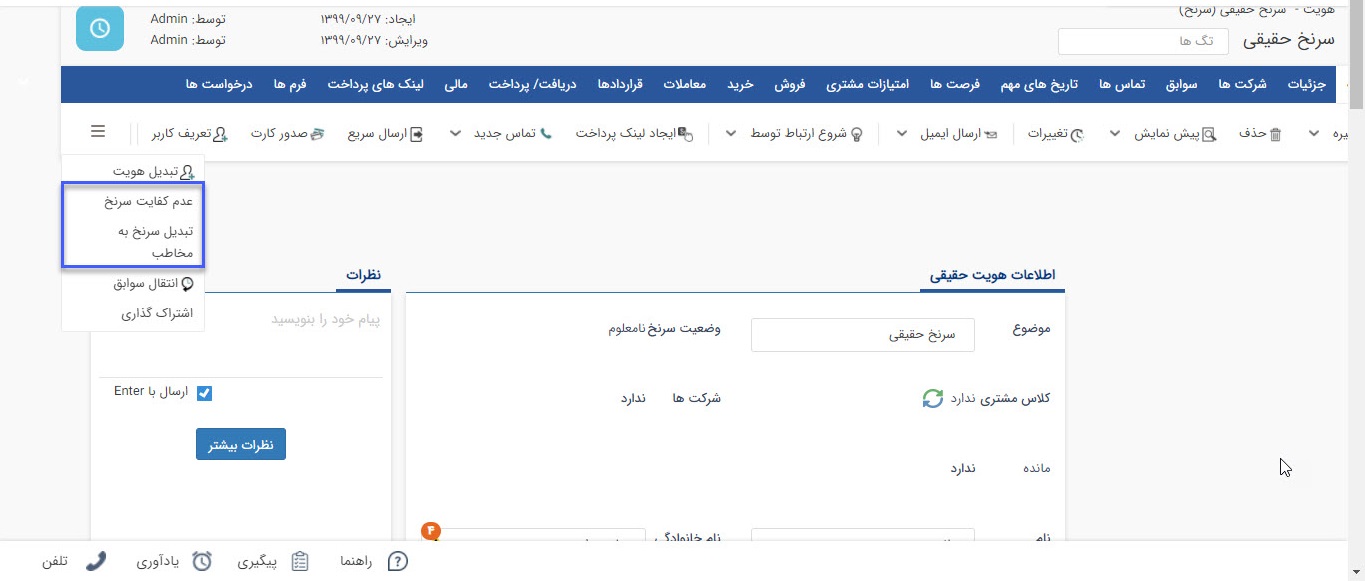 هویت - سرنخ حقیقی (سرنخ)
سرنخ حقیقی
تگ ها
ایجاد: ۱۳۹۹/۰۹/۲۷ توسط: Admin
ویرایش: ۱۳۹۹/۰۹/۲۷ توسط: Admin
جزئیات شرکت ها سوابق تماس ها تاریخ های مهم فرصت ها امتیازات مشتری فروش خرید معاملات قراردادها دریافت/ پرداخت مالی لینک های پرداخت فرم ها درخواست ها
حذف پیش نمایش تغییرات ارسال ایمیل شروع ارتباط توسط ایجاد لینک پرداخت تماس جدید ارسال سریع صدور کارت تعریف کاربر
تبدیل هویت
عدم کفایت سرنخ
تبدیل سرنخ به
مخاطب
انتقال سوابق
اشتراک گذاری
اطلاعات هویت حقیقی
موضوع سرنخ حقیقی وضعیت سرنخ نامعلوم
کلاس مشتری ندارد شرکت ها ندارد
مانده ندارد
نام نام خانوادگی
نظرات
پیام خود را بنویسید
ارسال با Enter
نظرات بیشتر
راهنما پیگیری یادآوری تلفن